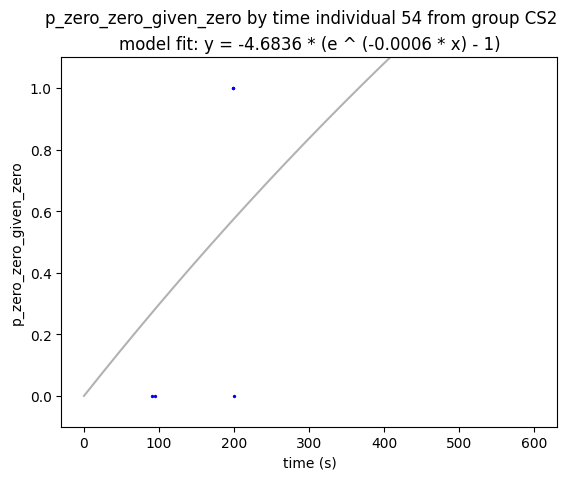 p_zero_zero_given_zero by time individual 54 from group CS2
model fit: y = -4.6836 * (e ^ (-0.0006 * x) - 1)
1.0
0.8
0.6
0.4
0.2
0.0
p_zero_zero_given_zero
0 100 200 300 400 500 600
time (s)